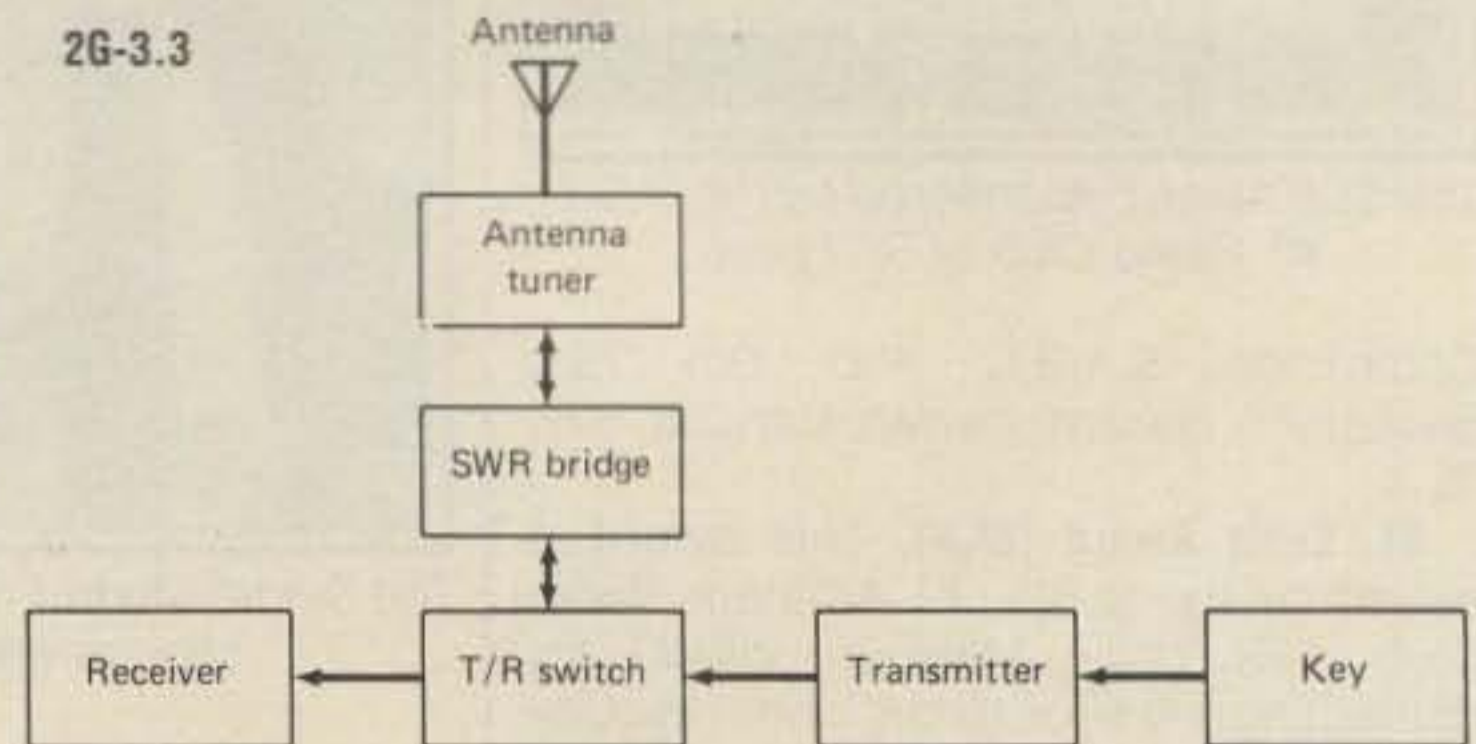 2G-3.3
Antenna
Antenna
tuner
SWR bridge
Receiver
T/R switch
Transmitter
Key